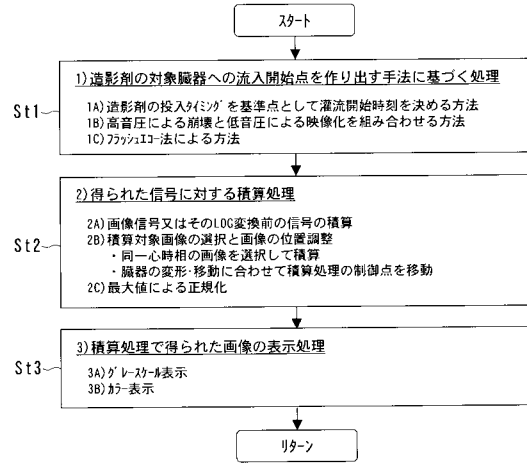 スタート
St1
1)造影剤の対象臓器への流入開始点を作り出す手法に基づく処理
1A)造影剤の投入ﾀｲﾐﾝｸﾞを基準点として灌流開始時刻を決める方法
1B)高音圧による崩壊と低音圧による映像化を組み合わせる方法
1C)ﾌﾗｯｼｭｴｺｰ法による方法
St2
2)得られた信号に対する積算処理
2A)画像信号又はそのLOG変換前の信号の積算
2B)積算対象画像の選択と画像の位置調整
・同一心時相の画像を選択して積算
・臓器の変形・移動に合わせて積算処理の制御点を移動
2C)最大値による正規化
St3
3)積算処理で得られた画像の表示処理
3A)ｸﾞﾚｰｽｹｰﾙ表示
3B)ｶﾗｰ表示
リターン